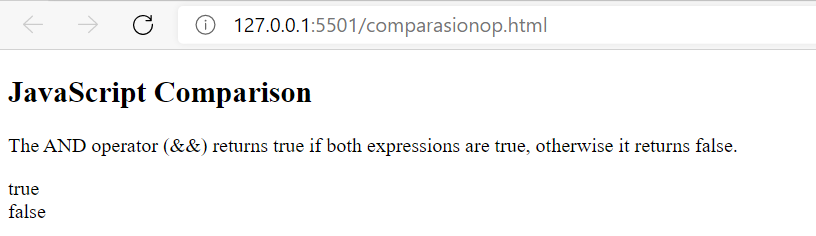 127.0.0.1:5501/comparasionop.html
JavaScript Comparison
The AND operator (&&) returns true if both expressions are true, otherwise it returns false.
true
false